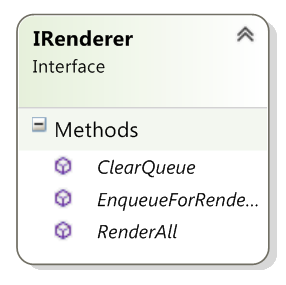 IRenderer
Interface
Methods
ClearQueue
EnqueueForRende...
RenderAll